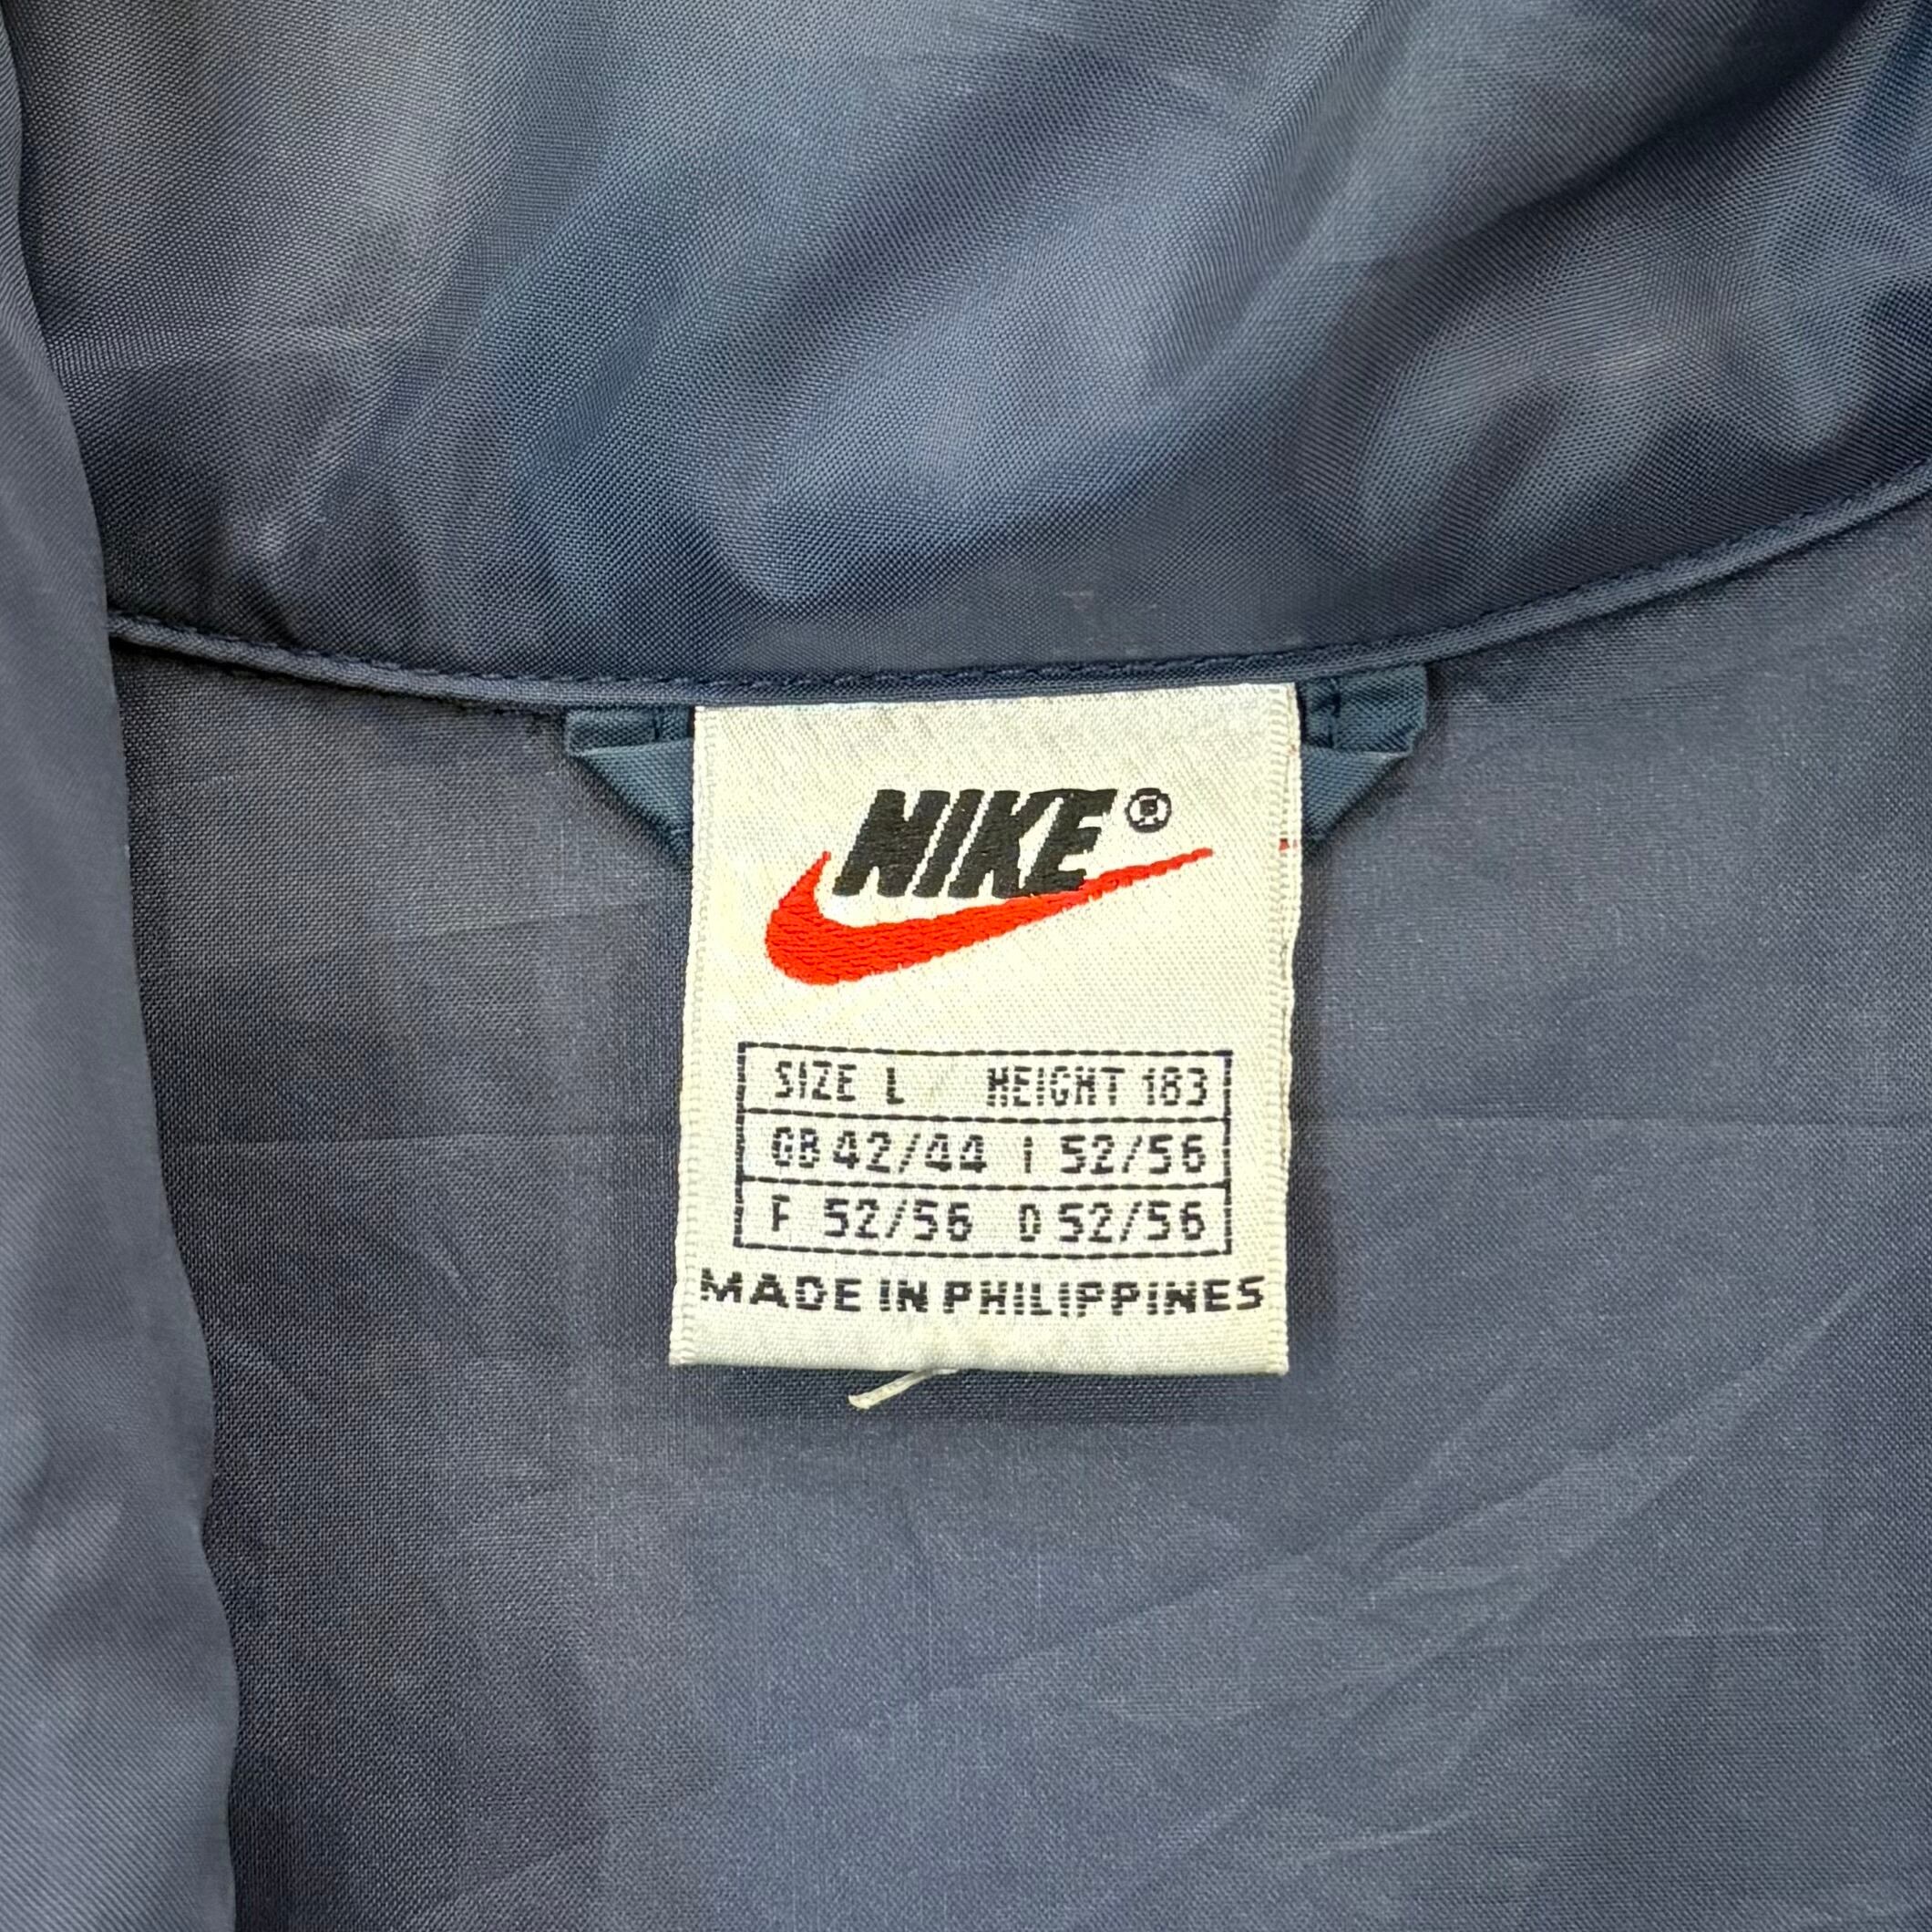 NIKE®
SIZE L HEIGHT 183
GB 42/44 I 52/56
F 52/56 D 52/56
MADE IN PHILIPPINES